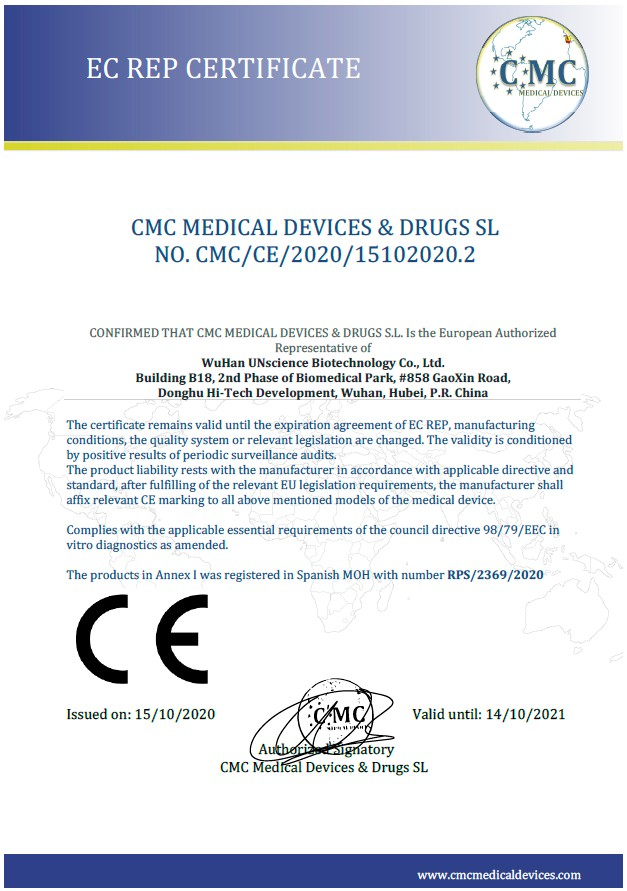 EC REP CERTIFICATE
CMC
MEDICAL DEVICES
CMC MEDICAL DEVICES & DRUGS SL
NO. CMC/CE/2020/15102020.2
CONFIRMED THAT CMC MEDICAL DEVICES & DRUGS S.L. Is the European Authorized
Representative of
WuHan UNscience Biotechnology Co., Ltd.
Building B18, 2nd Phase of Biomedical Park, #858 GaoXin Road,
Donghu Hi-Tech Development, Wuhan, Hubei, P.R. China
The certificate remains valid until the expiration agreement of EC REP, manufacturing
conditions, the quality system or relevant legislation are changed. The validity is conditioned
by positive results of periodic surveillance audits.
The product liability rests with the manufacturer in accordance with applicable directive and
standard, after fulfilling of the relevant EU legislation requirements, the manufacturer shall
affix relevant CE marking to all above mentioned models of the medical device.
Complies with the applicable essential requirements of the council directive 98/79/EEC in
vitro diagnostics as amended.
The products in Annex I was registered in Spanish MOH with number RPS/2369/2020
CE
Issued on: 15/10/2020
CMC
Valid until: 14/10/2021
Authorized Signatory
CMC Medical Devices & Drugs SL
www.cmcmedicaldevices.com